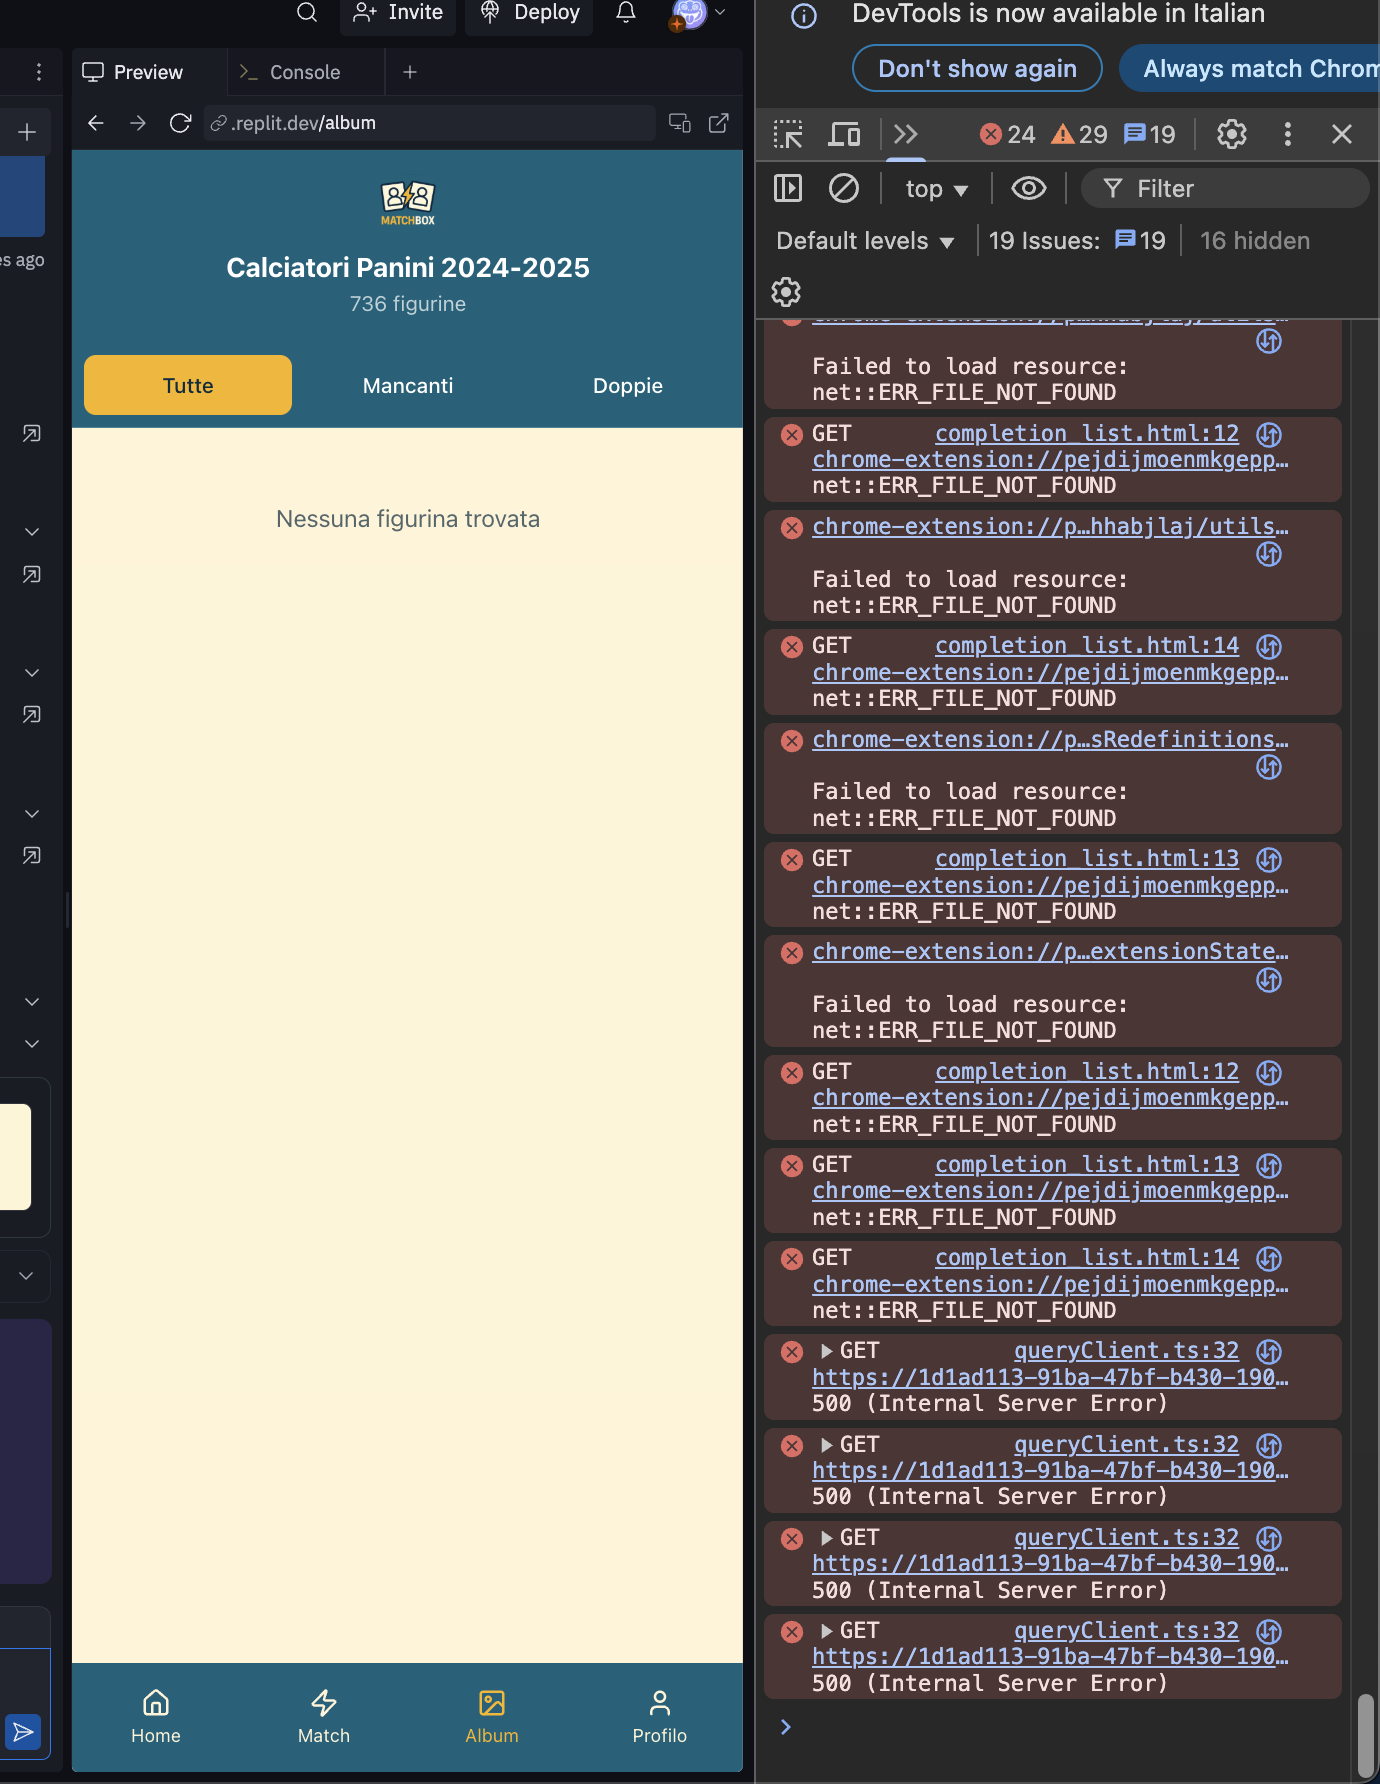 Invite
Deploy
Preview
Console
.replit.dev/album
es ago
MATCHBOX
Calciatori Panini 2024-2025
736 figurine
Tutte
Mancanti
Doppie
Nessuna figurina trovata
Home
Match
Album
Profilo
DevTools is now available in Italian
Don't show again
Always match Chrom
24
29
19
top
Filter
Default levels
19 Issues:
19
16 hidden
Failed to load resource:
net::ERR_FILE_NOT_FOUND
GET completion_list.html:12
chrome-extension://pejdijmoenmkgepp…
net::ERR_FILE_NOT_FOUND
chrome-extension://p…hhabjlaj/utils…
Failed to load resource:
net::ERR_FILE_NOT_FOUND
GET completion_list.html:14
chrome-extension://pejdijmoenmkgepp…
net::ERR_FILE_NOT_FOUND
chrome-extension://p…sRedefinitions…
Failed to load resource:
net::ERR_FILE_NOT_FOUND
GET completion_list.html:13
chrome-extension://pejdijmoenmkgepp…
net::ERR_FILE_NOT_FOUND
chrome-extension://p…extensionState…
Failed to load resource:
net::ERR_FILE_NOT_FOUND
GET completion_list.html:12
chrome-extension://pejdijmoenmkgepp…
net::ERR_FILE_NOT_FOUND
GET completion_list.html:13
chrome-extension://pejdijmoenmkgepp…
net::ERR_FILE_NOT_FOUND
GET completion_list.html:14
chrome-extension://pejdijmoenmkgepp…
net::ERR_FILE_NOT_FOUND
GET queryClient.ts:32
https://1d1ad113-91ba-47bf-b430-190…
500 (Internal Server Error)
GET queryClient.ts:32
https://1d1ad113-91ba-47bf-b430-190…
500 (Internal Server Error)
GET queryClient.ts:32
https://1d1ad113-91ba-47bf-b430-190…
500 (Internal Server Error)
GET queryClient.ts:32
https://1d1ad113-91ba-47bf-b430-190…
500 (Internal Server Error)